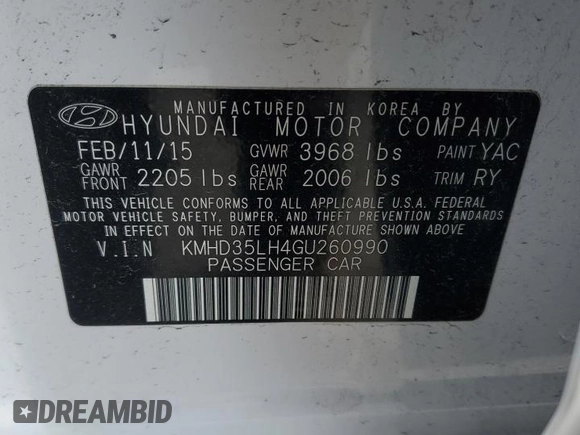 MANUFACTURED IN KOREA BY
HYUNDAI MOTOR COMPANY
FEB/11/15 GVWR 3968 lbs PAINT YAC
GAWR FRONT 2205 lbs GAWR REAR 2006 lbs TRIM RY
THIS VEHICLE CONFORMS TO ALL APPLICABLE U.S.A. FEDERAL
MOTOR VEHICLE SAFETY, BUMPER, AND THEFT PREVENTION STANDARDS
IN EFFECT ON THE DATE OF MANUFACTURE SHOWN ABOVE
V.I.N KMHD35LH4GU260990
PASSENGER CAR
DREAMBID